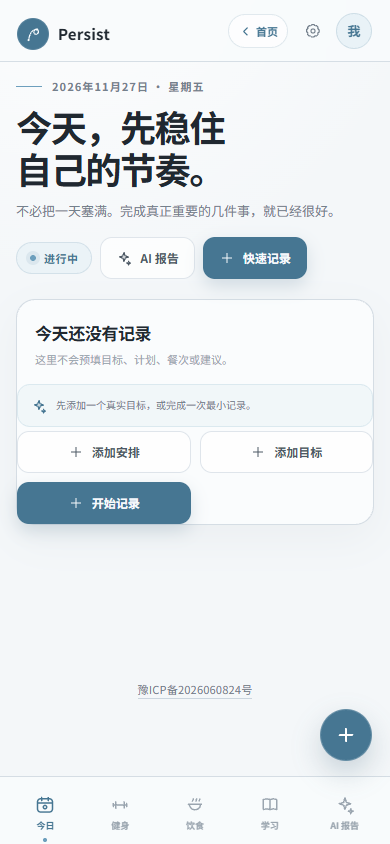 Persist
首页
我
2026年11月27日 · 星期五
今天，先稳住
自己的节奏。
不必把一天塞满。完成真正重要的几件事，就已经很好。
进行中
AI 报告
快速记录
今天还没有记录
这里不会预填目标、计划、餐次或建议。
先添加一个真实目标，或完成一次最小记录。
添加安排
添加目标
开始记录
豫ICP备2026060824号
今日
健身
饮食
学习
AI 报告